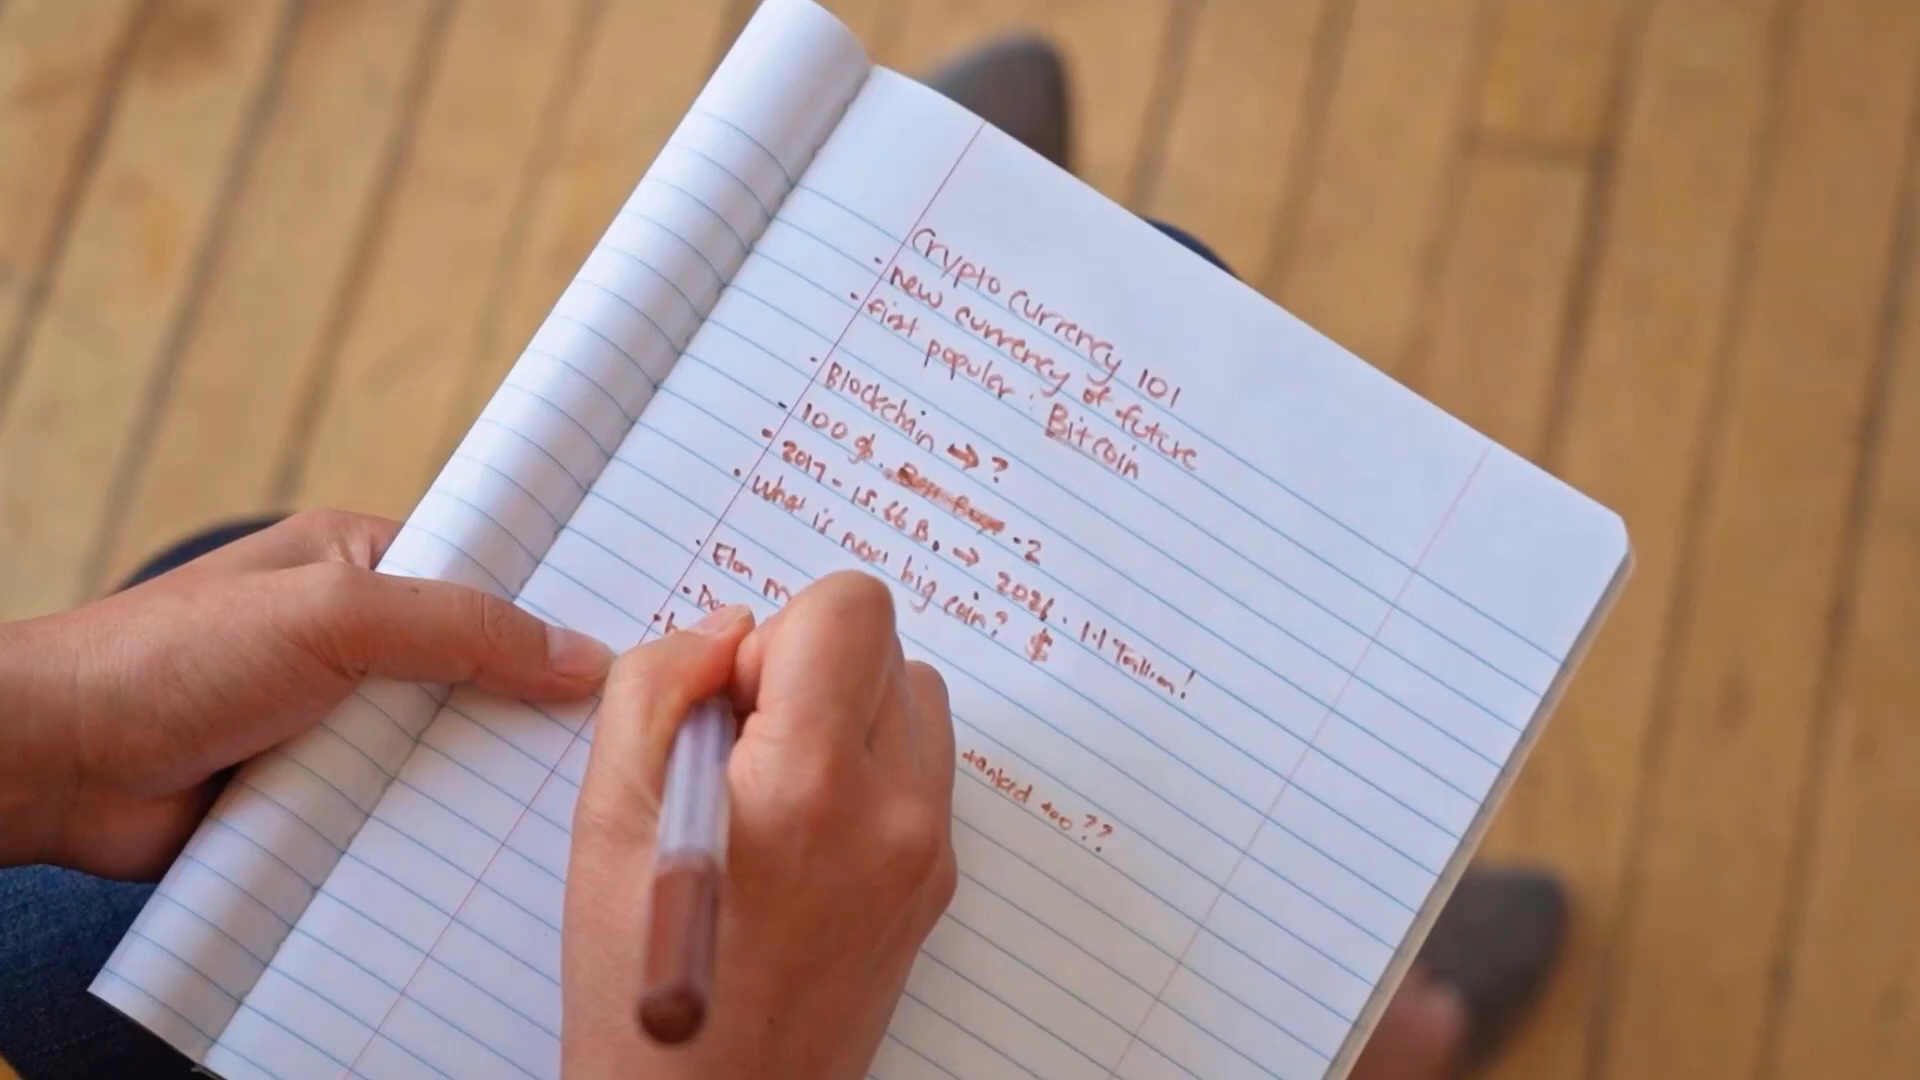 Crypto Currency 101
· new currency of future
· first popular : Bitcoin
· Blockchain → ?
· 100 $. -2
· 2017 - 15.66 B. → 2021 · 1.1 Trillion!
· What is next big coin? $
· Elon
tanked too ??